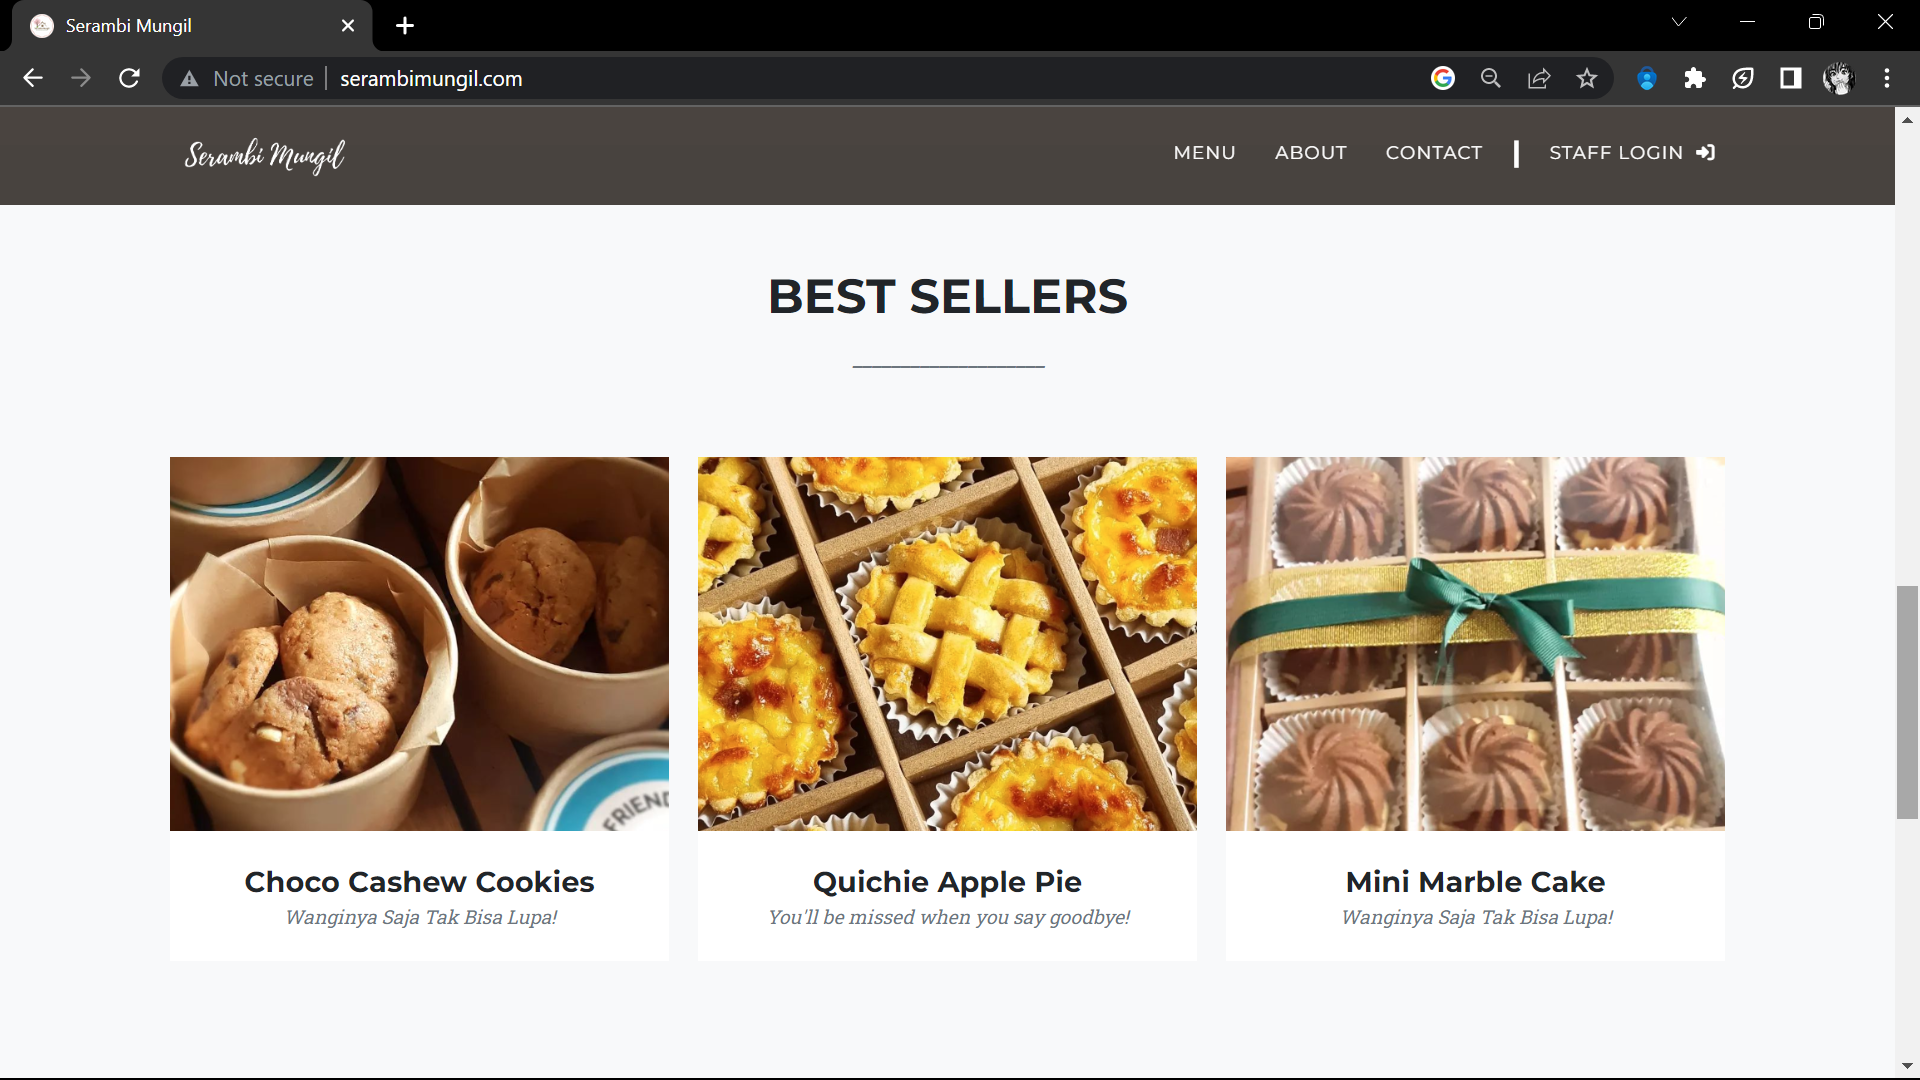 Serambi Mungil
Not secure
serambimungil.com
Serambi Mungil
MENU
ABOUT
CONTACT
STAFF LOGIN
BEST SELLERS
FRIEND
Choco Cashew Cookies
Wanginya Saja Tak Bisa Lupa!
Quichie Apple Pie
You'll be missed when you say goodbye!
Mini Marble Cake
Wanginya Saja Tak Bisa Lupa!